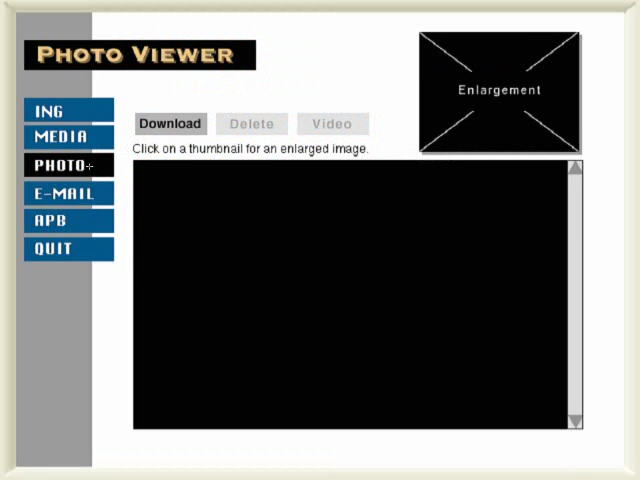 PHOTO VIEWER
Enlargement
ING
MEDIA
PHOTO
E-MAIL
APB
QUIT
Download
Delete
Video
Click on a thumbnail for an enlarged image.